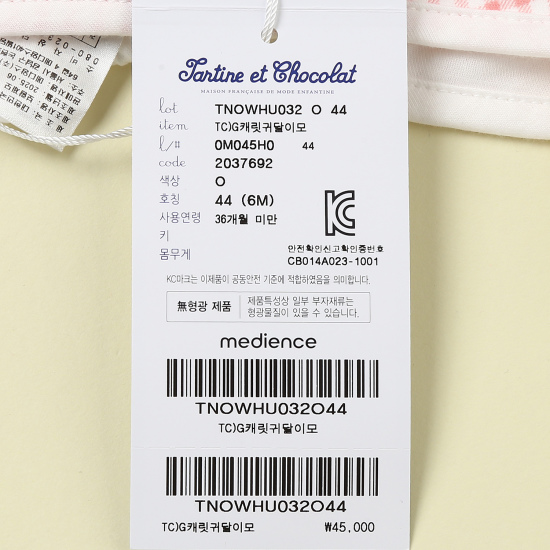 Tartine et Chocolat
MAISON FRANÇAISE DE MODE ENFANTINE
lot TNOWHU032 O 44
item TC)G캐릿귀달이모
l/# 0M045H0 44
code 2037692
색상 O
호칭 44 (6M)
사용연령 36개월 미만
키
몸무게
안전확인신고확인증번호
CB014A023-1001
KC마크는 이제품이 공동안전 기준에 적합하였음을 의미합니다.
無형광 제품
제품특성상 일부 부자재류는
형광물질이 있을 수 있습니다.
medience
TNOWHU032O44
TC)G캐릿귀달이모
TNOWHU032O44
TC)G캐릿귀달이모 ₩45,000